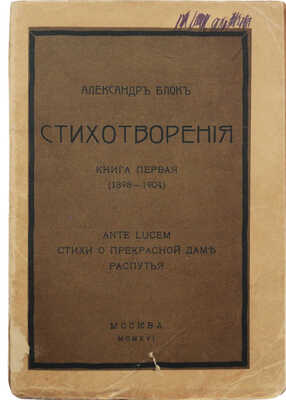 АЛЕКСАНДРЪ БЛОКЪ
СТИХОТВОРЕНІЯ
КНИГА ПЕРВАЯ
(1898–1904)
ANTE LUCEM
СТИХИ О ПРЕКРАСНОЙ ДАМѢ
РАСПУТЬЯ
МОСКВА
MCMXVI